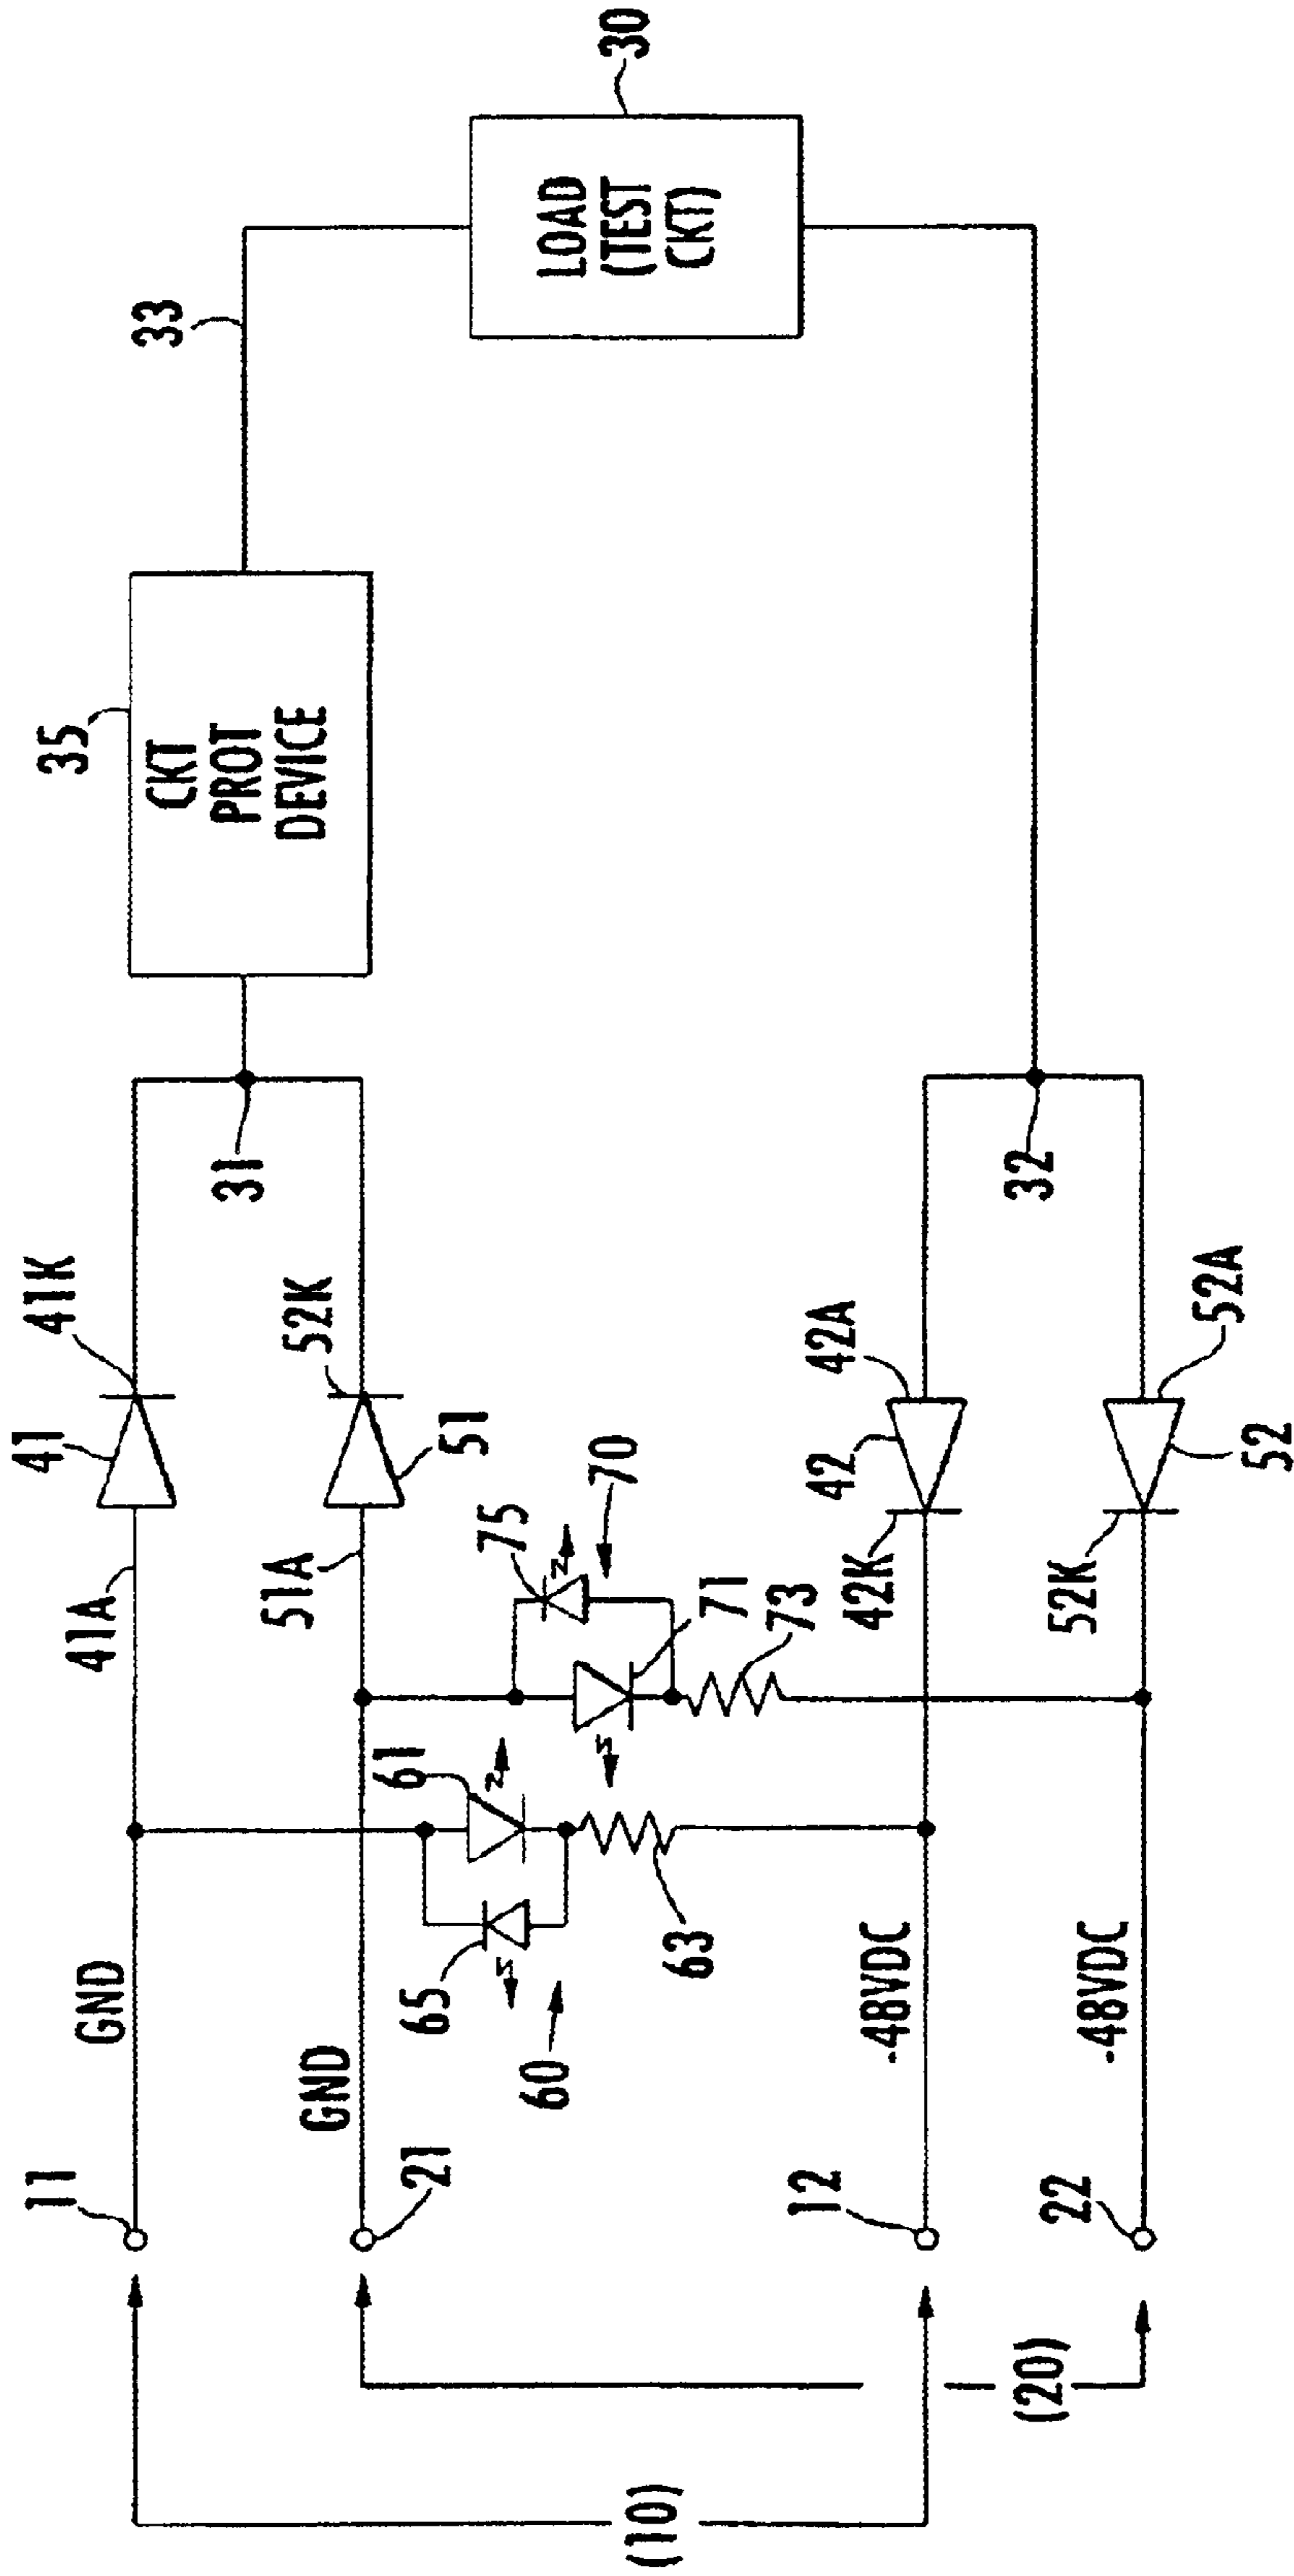 30
LOAD
(TEST
CKT)
33
35
CKT
PROT
DEVICE
31
32
41K
41
41A
52K
51
51A
42A
42
42K
52A
52
52K
75
70
71
73
61
65
60
63
GND
GND
-48VDC
-48VDC
11
21
12
22
(20)
(10)